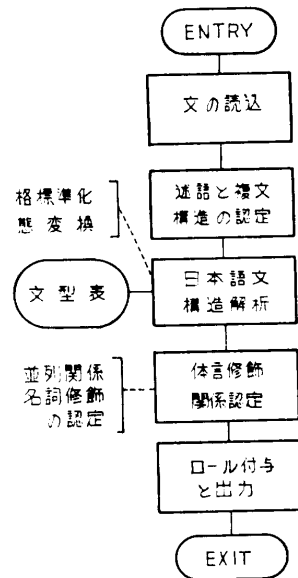 ENTRY
文の読込
述語と複文
構造の認定
格標準化
態変換
文型表
日本語文
構造解析
並列関係
名詞修飾
の認定
体言修飾
関係認定
ロール付与
と出力
EXIT